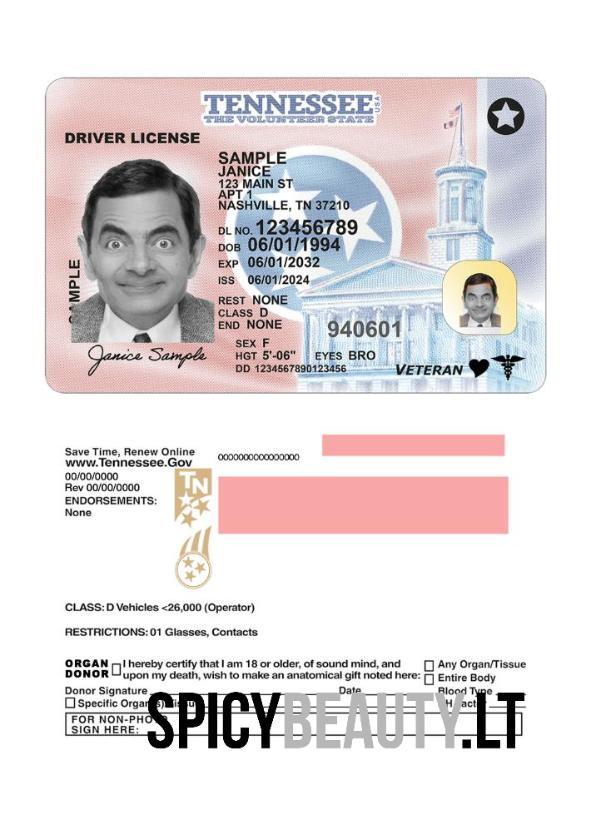 TENNESSEE USA
THE VOLUNTEER STATE
DRIVER LICENSE
SAMPLE
JANICE
123 MAIN ST
APT 1
NASHVILLE, TN 37210
DL NO. 123456789
DOB 06/01/1994
EXP 06/01/2032
ISS 06/01/2024
REST NONE
CLASS D
END NONE
940601
SEX F
HGT 5'-06" EYES BRO
DD 1234567890123456
SAMPLE
Janice Sample
VETERAN
Save Time, Renew Online
www.Tennessee.Gov
00/00/0000
Rev 00/00/0000
ENDORSEMENTS:
None
0000000000000000
TN
CLASS: D Vehicles <26,000 (Operator)
RESTRICTIONS: 01 Glasses, Contacts
ORGAN DONOR
I hereby certify that I am 18 or older, of sound mind, and
upon my death, wish to make an anatomical gift noted here:
Any Organ/Tissue
Entire Body
Donor Signature Date Blood Type
Specific
FOR NON-PHOTO
SIGN HERE:
SPICYBEAUTY.LT